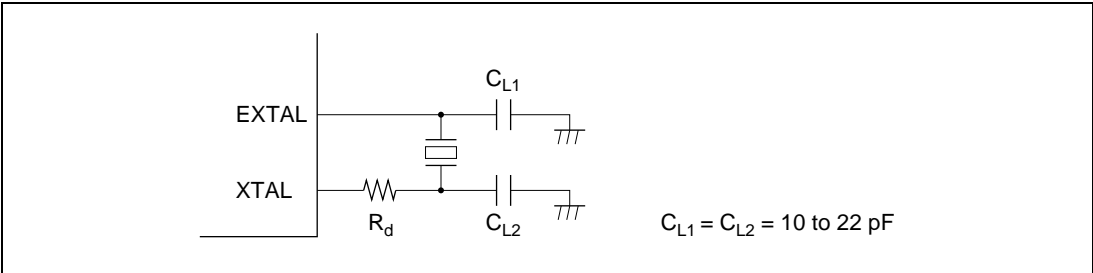 C_L1
EXTAL
XTAL
R_d
C_L2
C_L1 = C_L2 = 10 to 22 pF